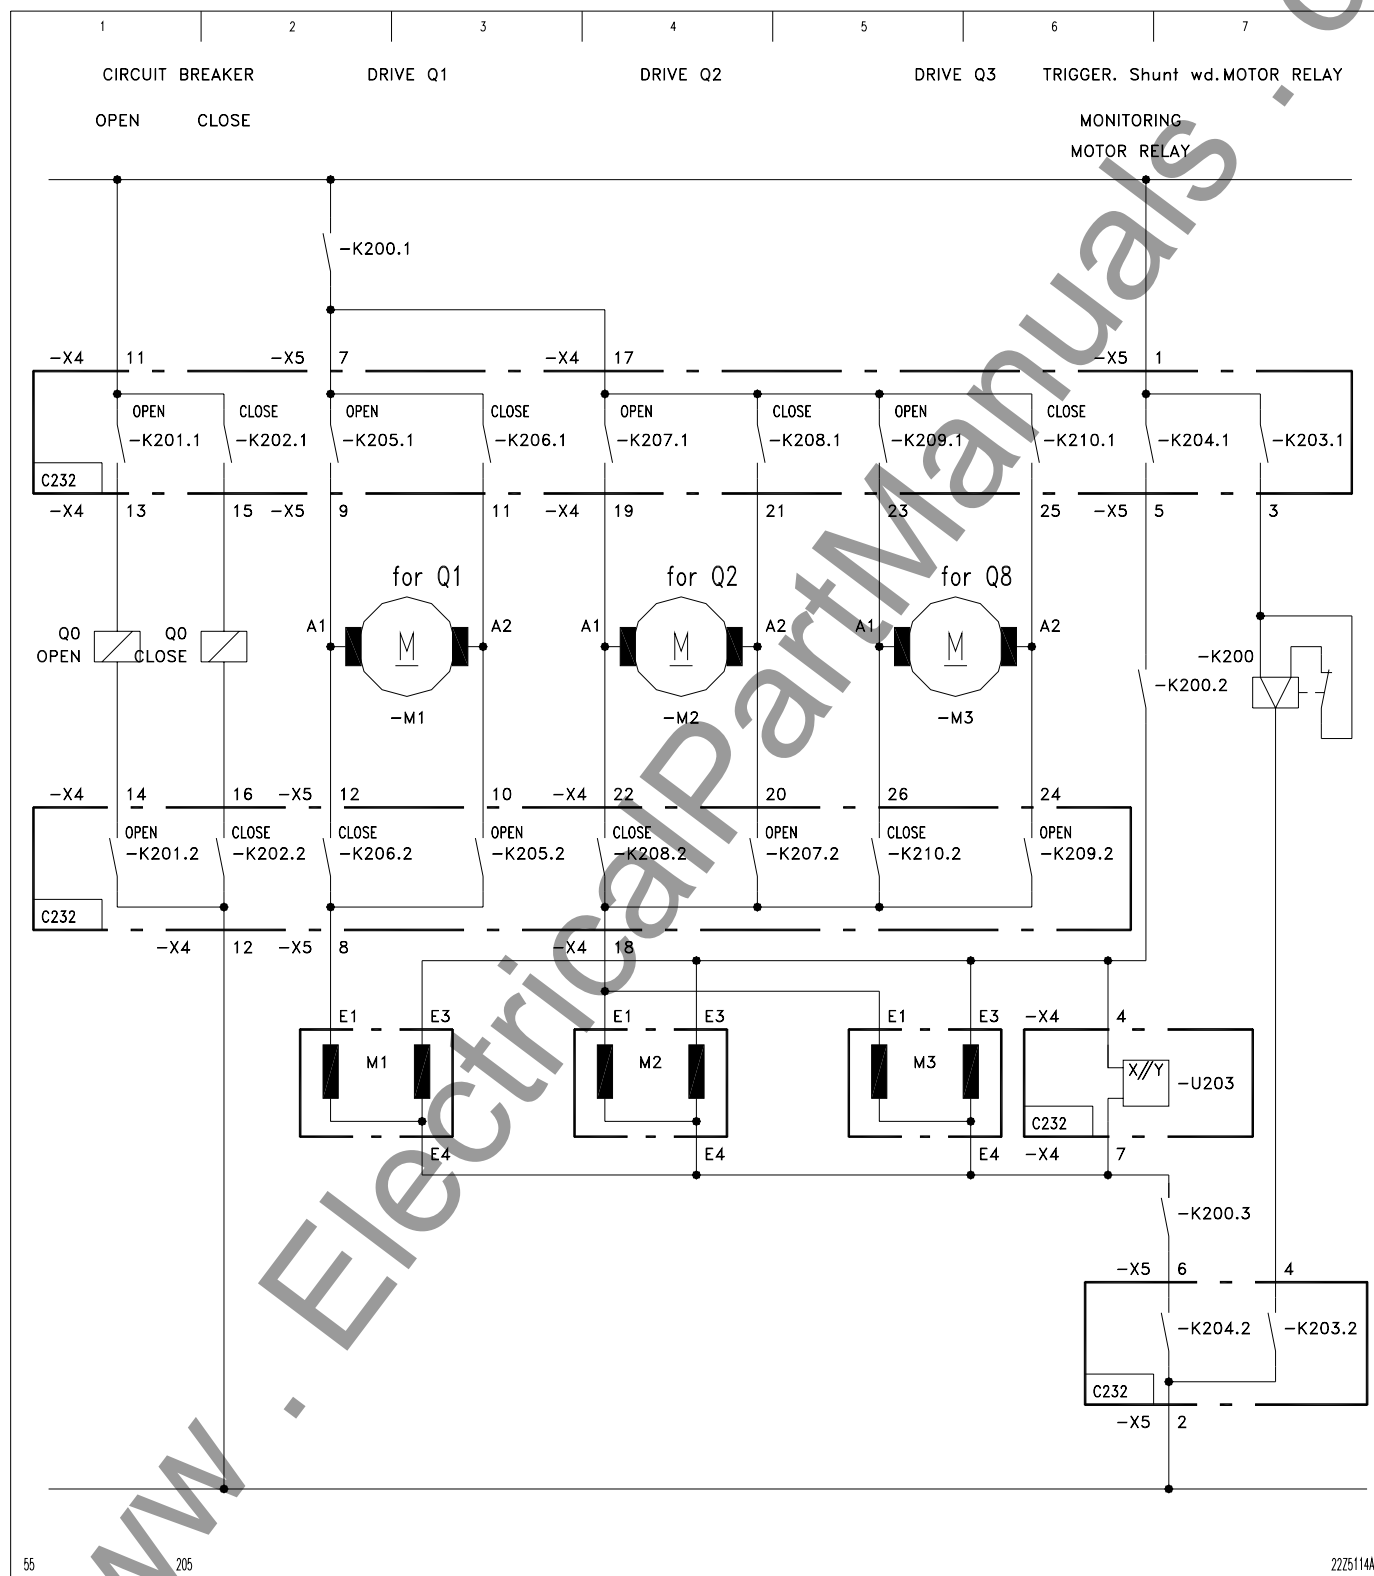 1 2 3 4 5 6 7
CIRCUIT BREAKER DRIVE Q1 DRIVE Q2 DRIVE Q3 TRIGGER. Shunt wd. MOTOR RELAY
OPEN CLOSE MONITORING
MOTOR RELAY
-K200.1
-X4 11 -X5 7 -X4 17 -X5 1
OPEN CLOSE OPEN CLOSE OPEN CLOSE OPEN CLOSE
-K201.1 -K202.1 -K205.1 -K206.1 -K207.1 -K208.1 -K209.1 -K210.1 -K204.1 -K203.1
C232
-X4 13 15 -X5 9 11 -X4 19 21 23 25 -X5 5 3
for Q1 for Q2 for Q8
A1 A2 A1 A2 A1 A2
Q0 Q0 M M M
OPEN CLOSE -K200
-K200.2
-M1 -M2 -M3
-X4 14 16 -X5 12 10 -X4 22 20 26 24
OPEN CLOSE CLOSE OPEN CLOSE OPEN CLOSE OPEN
-K201.2 -K202.2 -K206.2 -K205.2 -K208.2 -K207.2 -K210.2 -K209.2
C232
-X4 12 -X5 8 -X4 18
E1 E3 E1 E3 E1 E3 -X4 4
M1 M2 M3 X//Y
-U203
C232
E4 E4 E4 -X4 7
-K200.3
-X5 6 4
-K204.2 -K203.2
C232
-X5 2
55 205 22Z5114A
www.ElectricalPartManuals.c